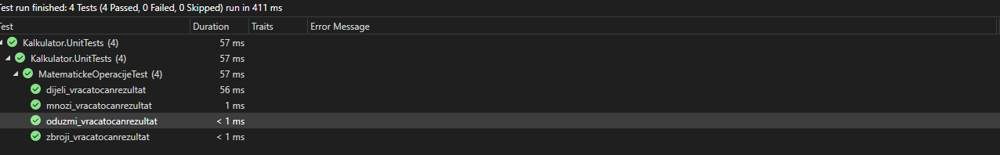 Test run finished: 4 Tests (4 Passed, 0 Failed, 0 Skipped) run in 411 ms
Test Duration Traits Error Message
Kalkulator.UnitTests (4) 57 ms
Kalkulator.UnitTests (4) 57 ms
MatematickeOperacijeTest (4) 57 ms
dijeli_vracatocanrezultat 56 ms
mnozi_vracatocanrezultat 1 ms
oduzmi_vracatocanrezultat < 1 ms
zbroji_vracatocanrezultat < 1 ms